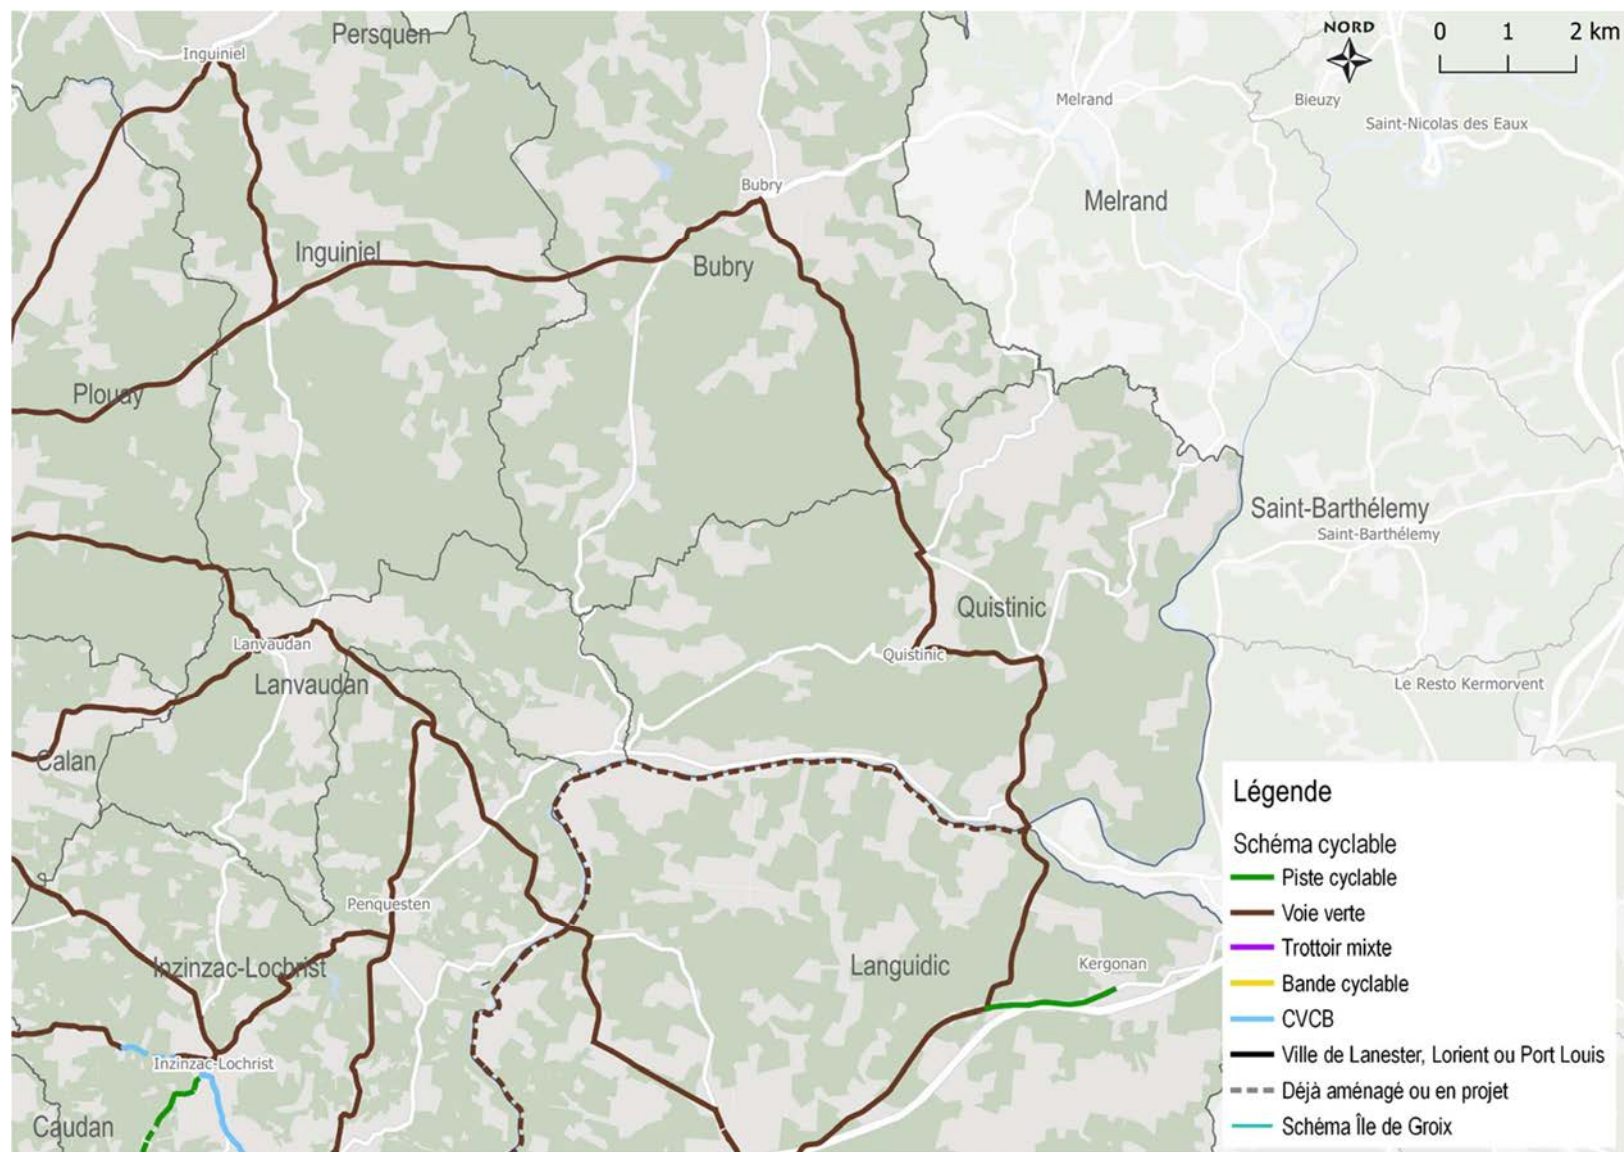 Persquen
NORD
0 1 2 km
Inguiniel
Melrand
Bieuzy
Saint-Nicolas des Eaux
Bubry
Melrand
Inguiniel
Bubry
Plouay
Saint-Barthélemy
Saint-Barthélemy
Quistinic
Lanvaudan
Quistinic
Lanvaudan
Le Resto Kermorvent
Calan
Penquesten
Inzinzac-Lochrist
Languidic
Kergonan
Inzinzac-Lochrist
Caudan
Légende
Schéma cyclable
Piste cyclable
Voie verte
Trottoir mixte
Bande cyclable
CVCB
Ville de Lanester, Lorient ou Port Louis
Déjà aménagé ou en projet
Schéma Île de Groix